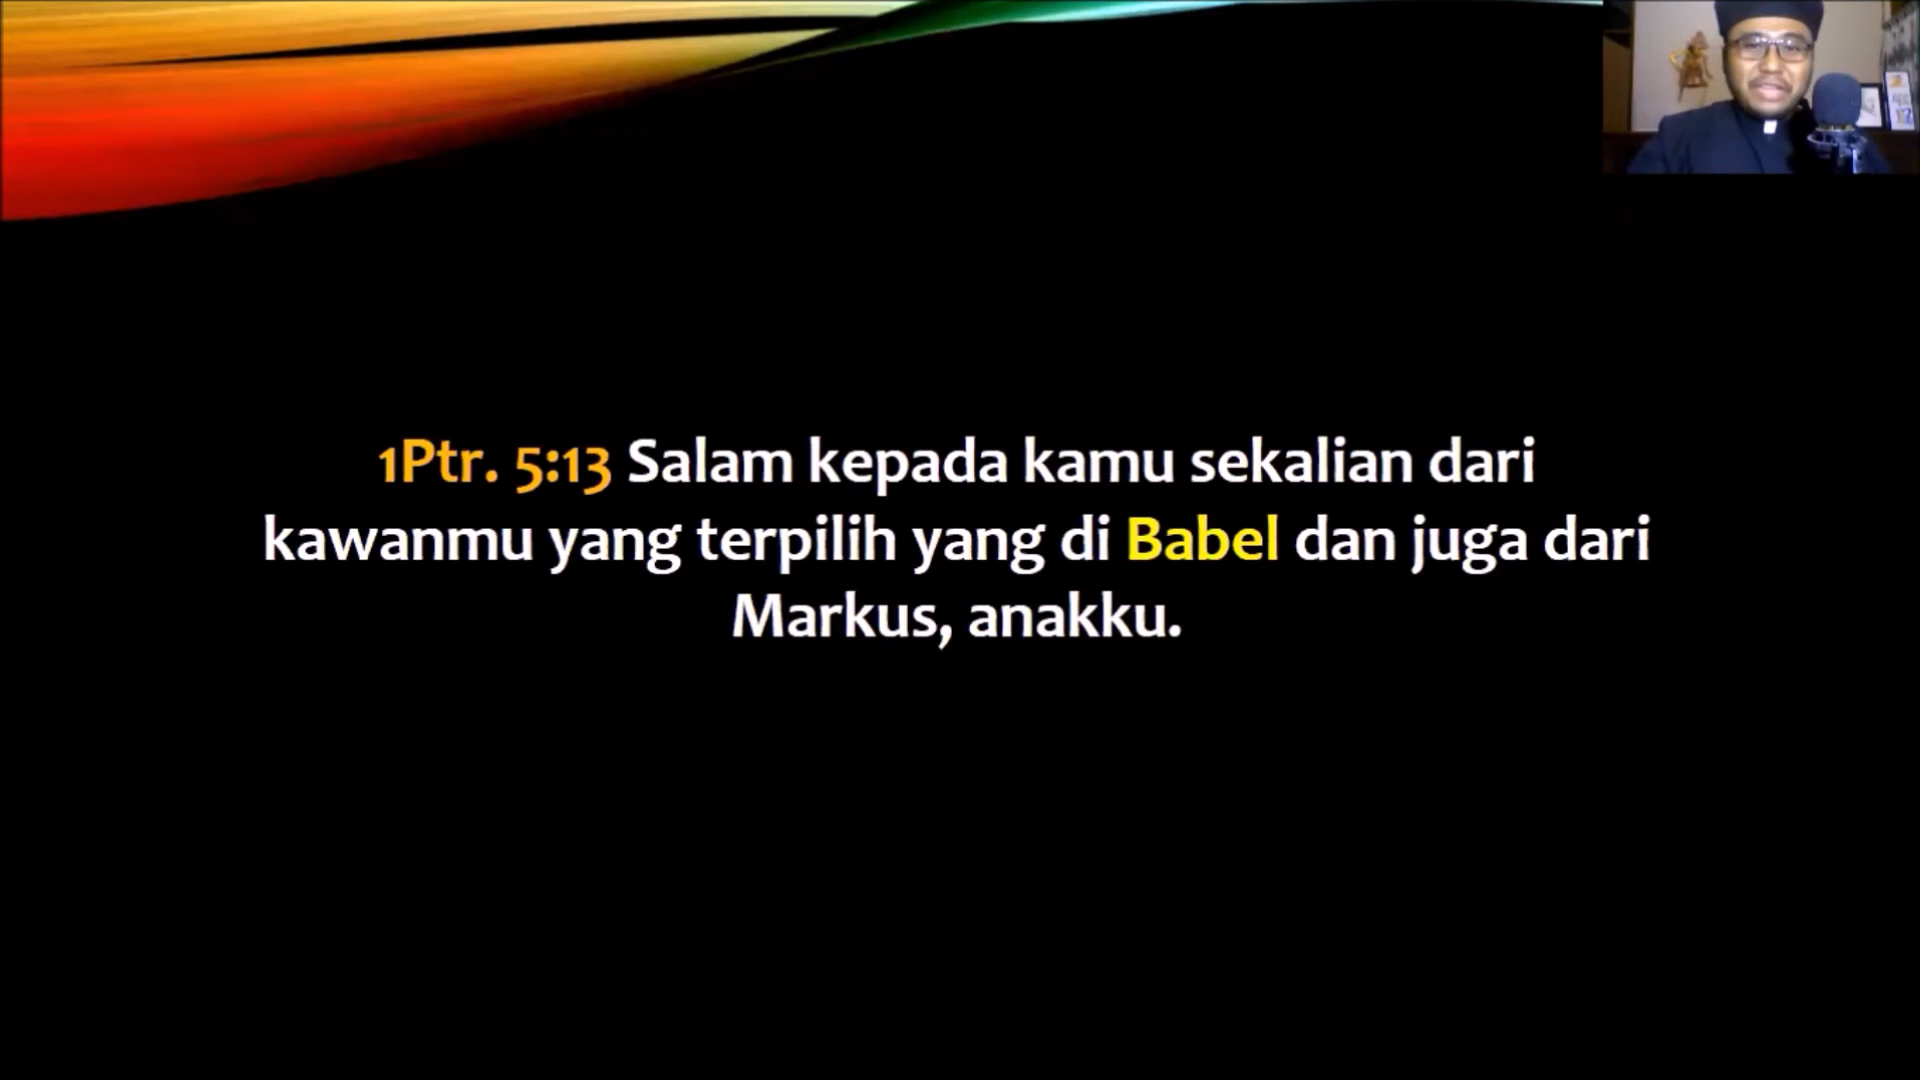 1Ptr. 5:13 Salam kepada kamu sekalian dari
kawanmu yang terpilih yang di Babel dan juga dari
Markus, anakku.